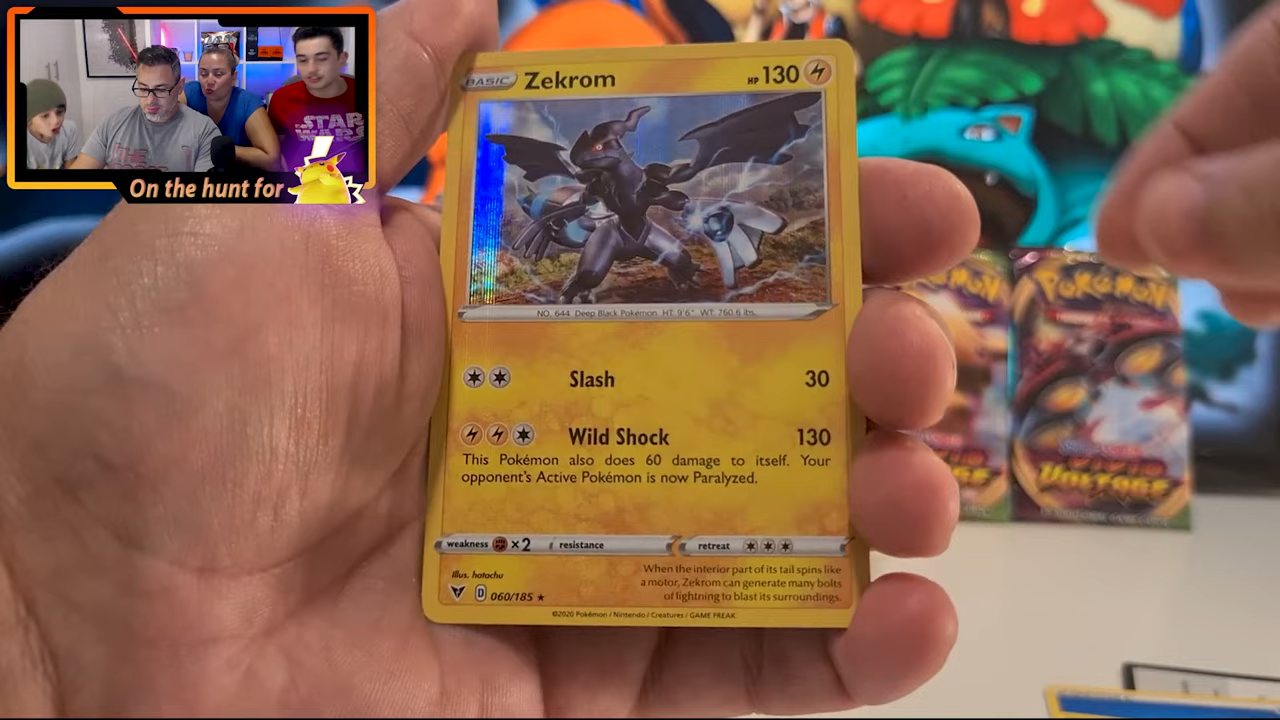 STAR
WARS
On the hunt for
BASIC Zekrom HP 130
NO. 644 Deep Black Pokémon HT: 9'6" WT: 760.6 lbs.
Slash 30
Wild Shock 130
This Pokémon also does 60 damage to itself. Your
opponent's Active Pokémon is now Paralyzed.
weakness ×2 resistance retreat
Illus. hatachu
D 060/185
When the interior part of its tail spins like
a motor, Zekrom can generate many bolts
of lightning to blast its surroundings.
©2020 Pokémon / Nintendo / Creatures / GAME FREAK
POKÉMON
VOLTAGE